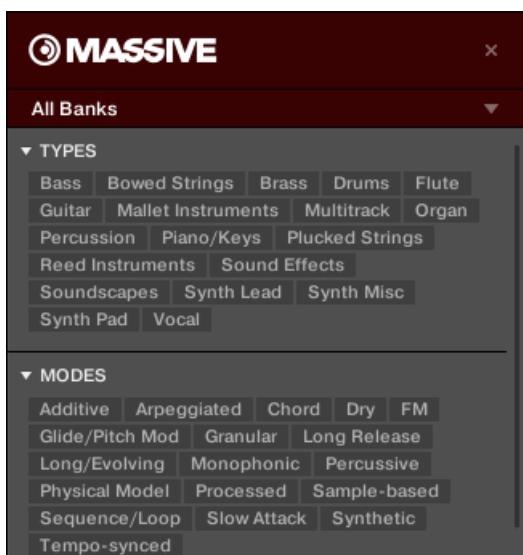 MASSIVE
All Banks
TYPES
Bass Bowed Strings Brass Drums Flute
Guitar Mallet Instruments Multitrack Organ
Percussion Piano/Keys Plucked Strings
Reed Instruments Sound Effects
Soundscapes Synth Lead Synth Misc
Synth Pad Vocal
MODES
Additive Arpeggiated Chord Dry FM
Glide/Pitch Mod Granular Long Release
Long/Evolving Monophonic Percussive
Physical Model Processed Sample-based
Sequence/Loop Slow Attack Synthetic
Tempo-synced